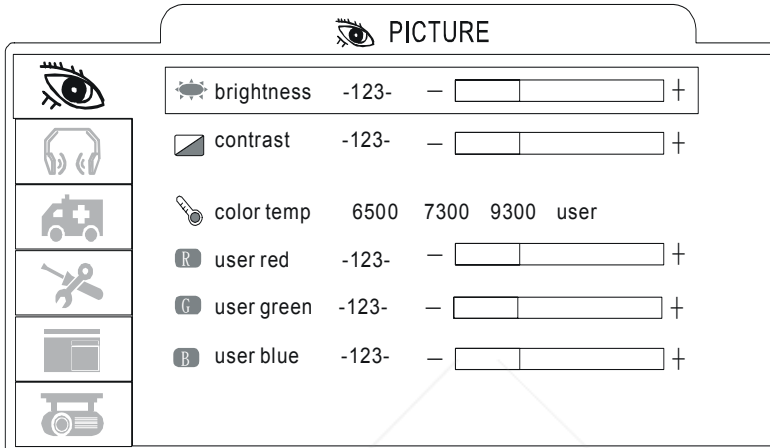 PICTURE
brightness -123- — +
contrast -123- — +
color temp 6500 7300 9300 user
R user red -123- — +
G user green -123- — +
B user blue -123- — +